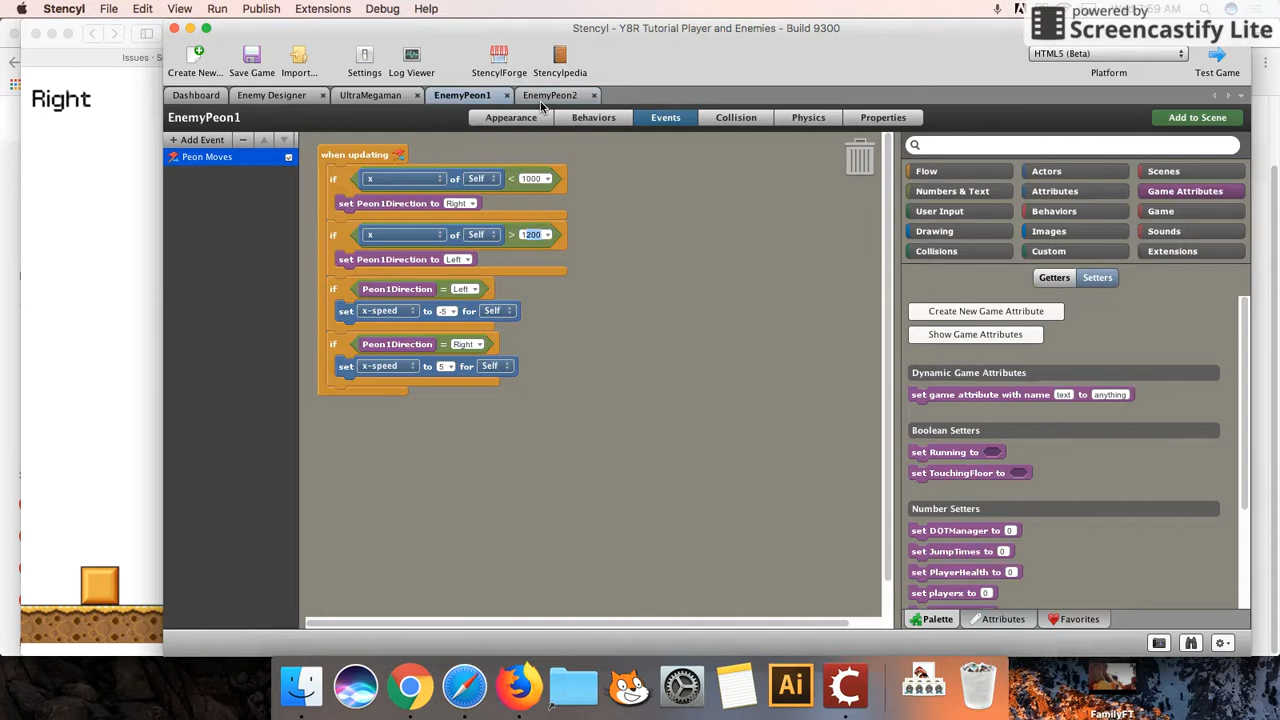 Stencyl File Edit View Run Publish Extensions Debug Help
powered by
Screencastify Lite
Stencyl - Y8R Tutorial Player and Enemies - Build 9300
Issues
Create New... Save Game Import... Settings Log Viewer StencylForge Stencylpedia
HTML5 (Beta)
Platform Test Game
Dashboard Enemy Designer UltraMegaman EnemyPeon1 EnemyPeon2
EnemyPeon1 Appearance Behaviors Events Collision Physics Properties Add to Scene
+ Add Event
Peon Moves
Right
when updating
if x of Self < 1000
set Peon1Direction to Right
if x of Self > 1200
set Peon1Direction to Left
if Peon1Direction = Left
set x-speed to -5 for Self
if Peon1Direction = Right
set x-speed to 5 for Self
Flow Actors Scenes
Numbers & Text Attributes Game Attributes
User Input Behaviors Game
Drawing Images Sounds
Collisions Custom Extensions
Getters Setters
Create New Game Attribute
Show Game Attributes
Dynamic Game Attributes
set game attribute with name text to anything
Boolean Setters
set Running to
set TouchingFloor to
Number Setters
set DOTManager to 0
set JumpTimes to 0
set PlayerHealth to 0
set playerx to 0
Palette Attributes Favorites
Ai
FamilyFT